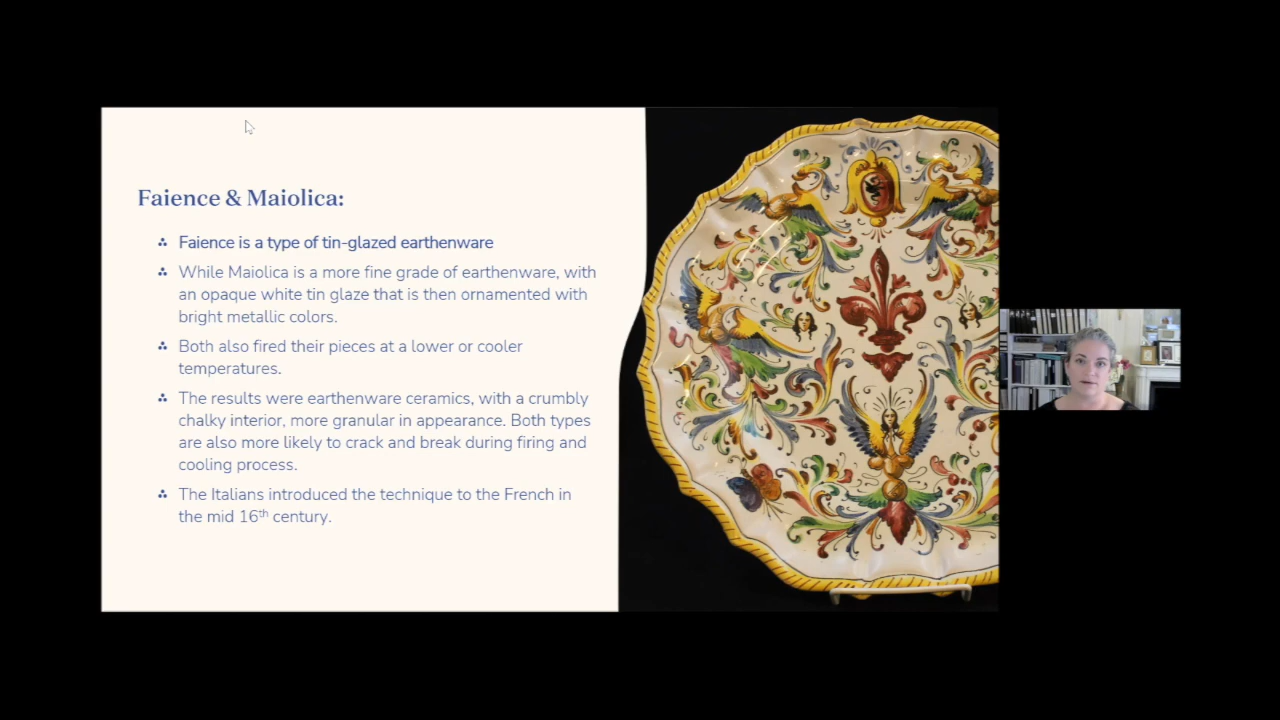 Faience & Maiolica:
Faience is a type of tin-glazed earthenware
While Maiolica is a more fine grade of earthenware, with
an opaque white tin glaze that is then ornamented with
bright metallic colors.
Both also fired their pieces at a lower or cooler
temperatures.
The results were earthenware ceramics, with a crumbly
chalky interior, more granular in appearance. Both types
are also more likely to crack and break during firing and
cooling process.
The Italians introduced the technique to the French in
the mid 16th century.